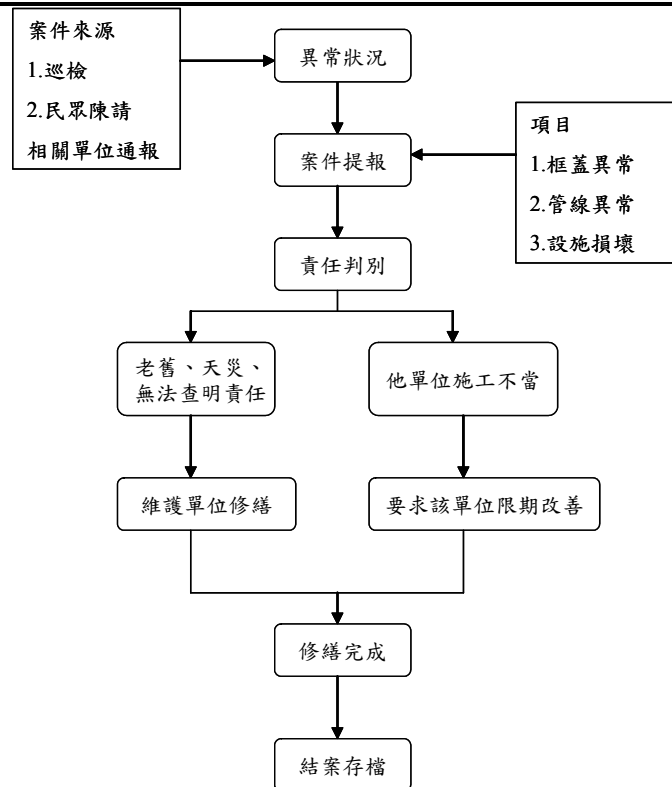 案件來源
1.巡檢
2.民眾陳請
相關單位通報
異常狀況
案件提報
項目
1.框蓋異常
2.管線異常
3.設施損壞
責任判別
老舊、天災、
無法查明責任
他單位施工不當
維護單位修繕
要求該單位限期改善
修繕完成
結案存檔